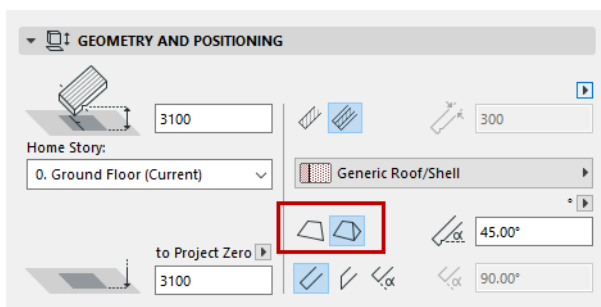 GEOMETRY AND POSITIONING
3100
300
Home Story:
0. Ground Floor (Current)
Generic Roof/Shell
°
α
45.00°
to Project Zero
3100
α
α
90.00°